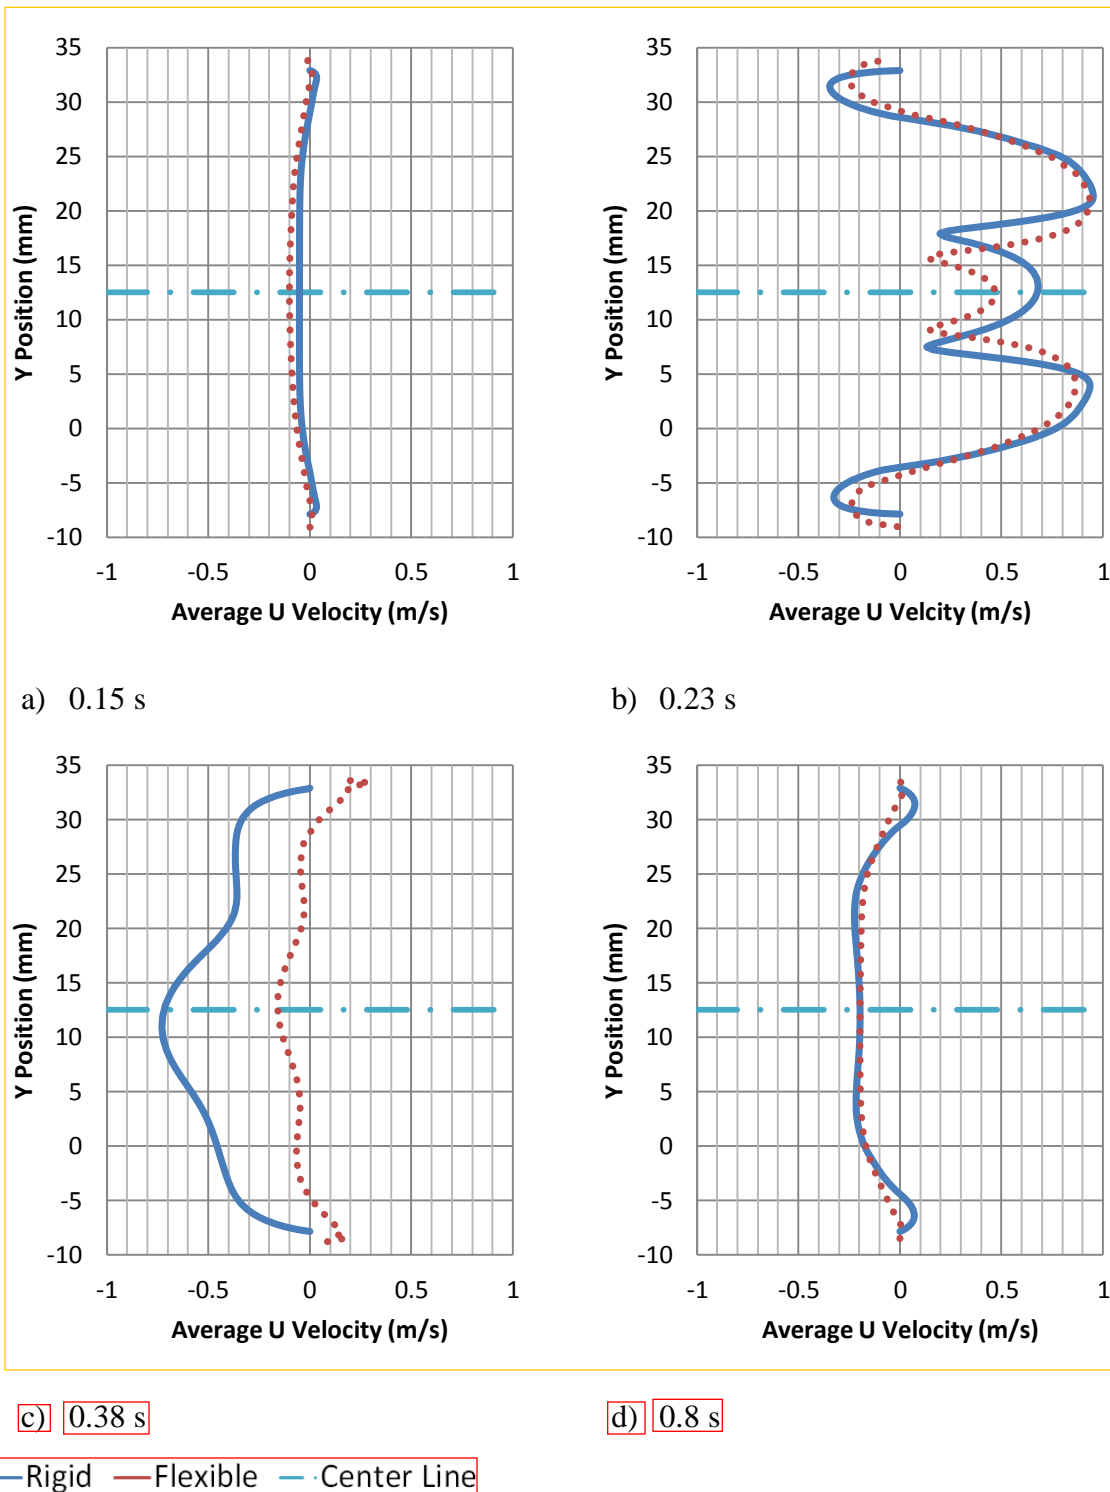 35
30
25
20
15
10
5
0
-5
-10
Y Position (mm)
-1 -0.5 0 0.5 1
Average U Velocity (m/s)
a) 0.15 s
35
30
25
20
15
10
5
0
-5
-10
Y Position (mm)
-1 -0.5 0 0.5 1
Average U Velcity (m/s)
b) 0.23 s
35
30
25
20
15
10
5
0
-5
-10
Y Position (mm)
-1 -0.5 0 0.5 1
Average U Velocity (m/s)
c) 0.38 s
35
30
25
20
15
10
5
0
-5
-10
Y Position (mm)
-1 -0.5 0 0.5 1
Average U Velocity (m/s)
d) 0.8 s
Rigid Flexible Center Line